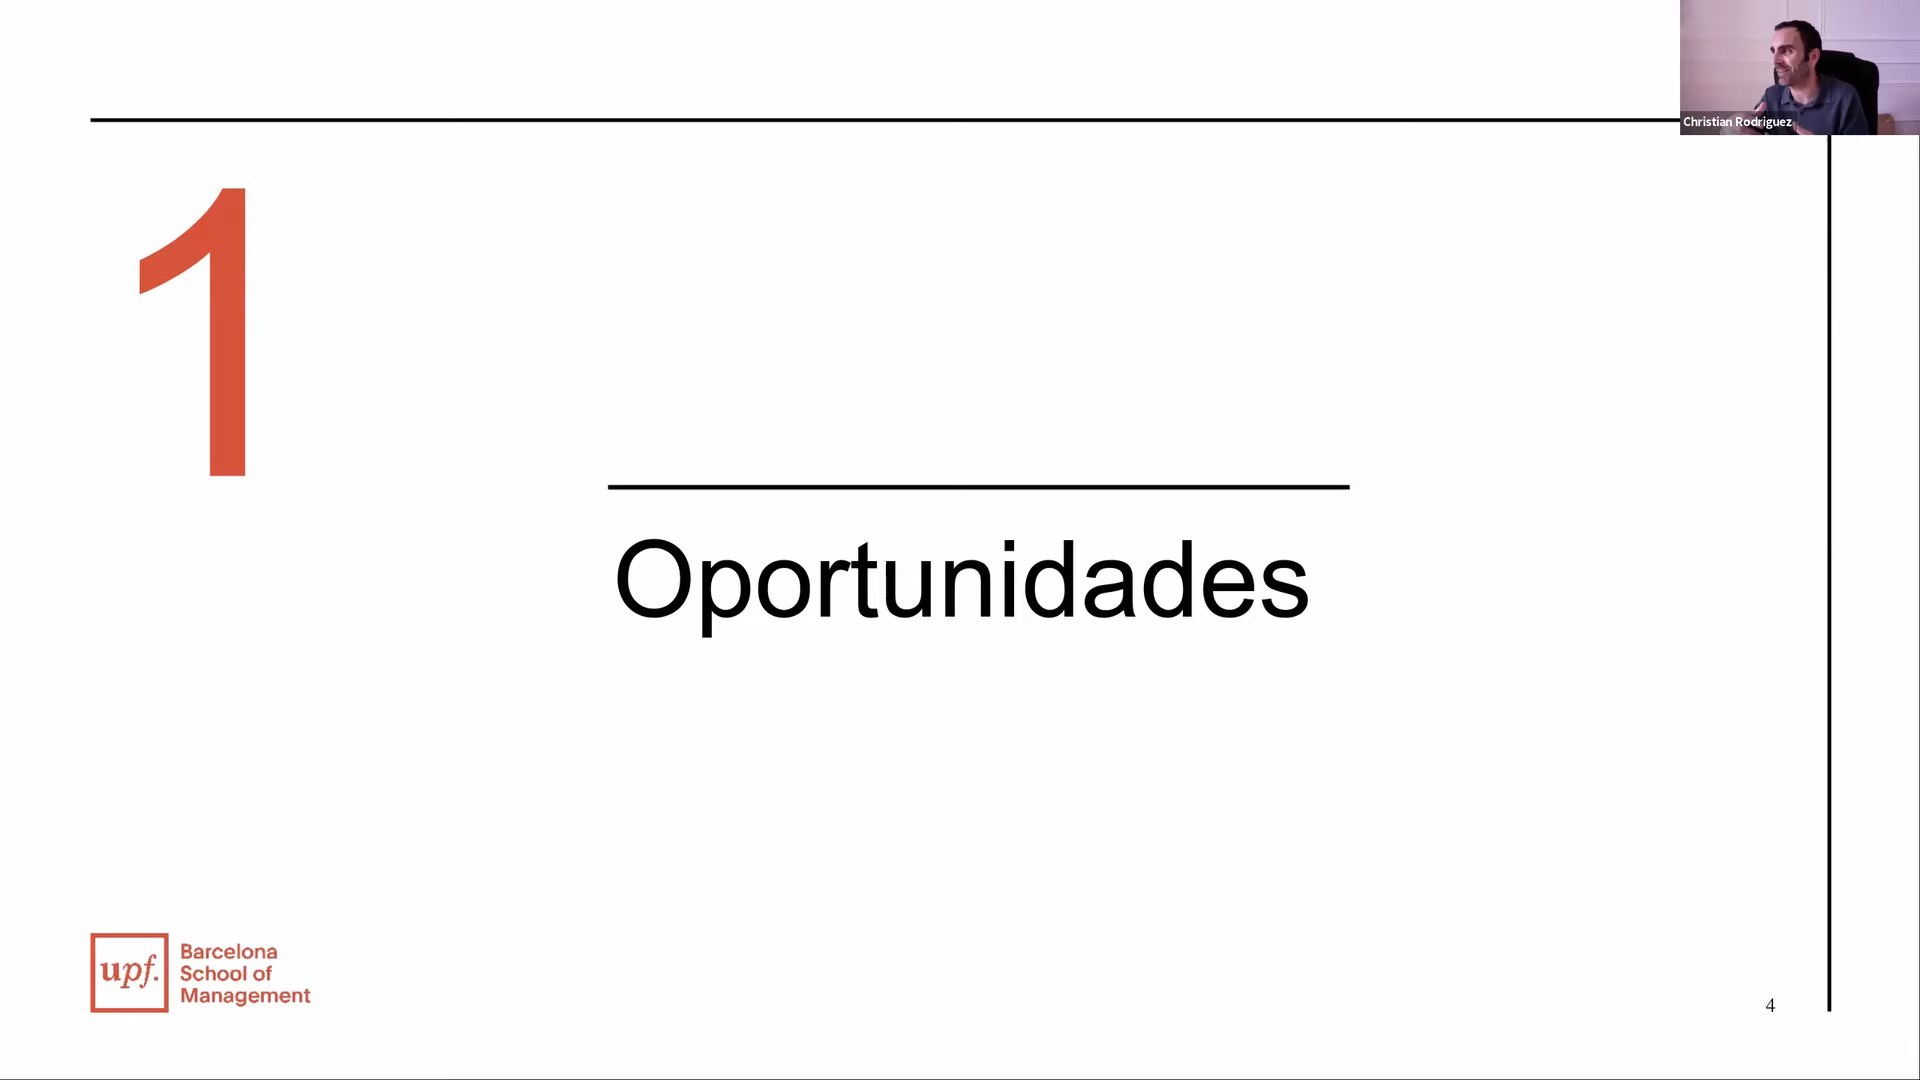 Christian Rodriguez
1
Oportunidades
upf.
Barcelona
School of
Management
4